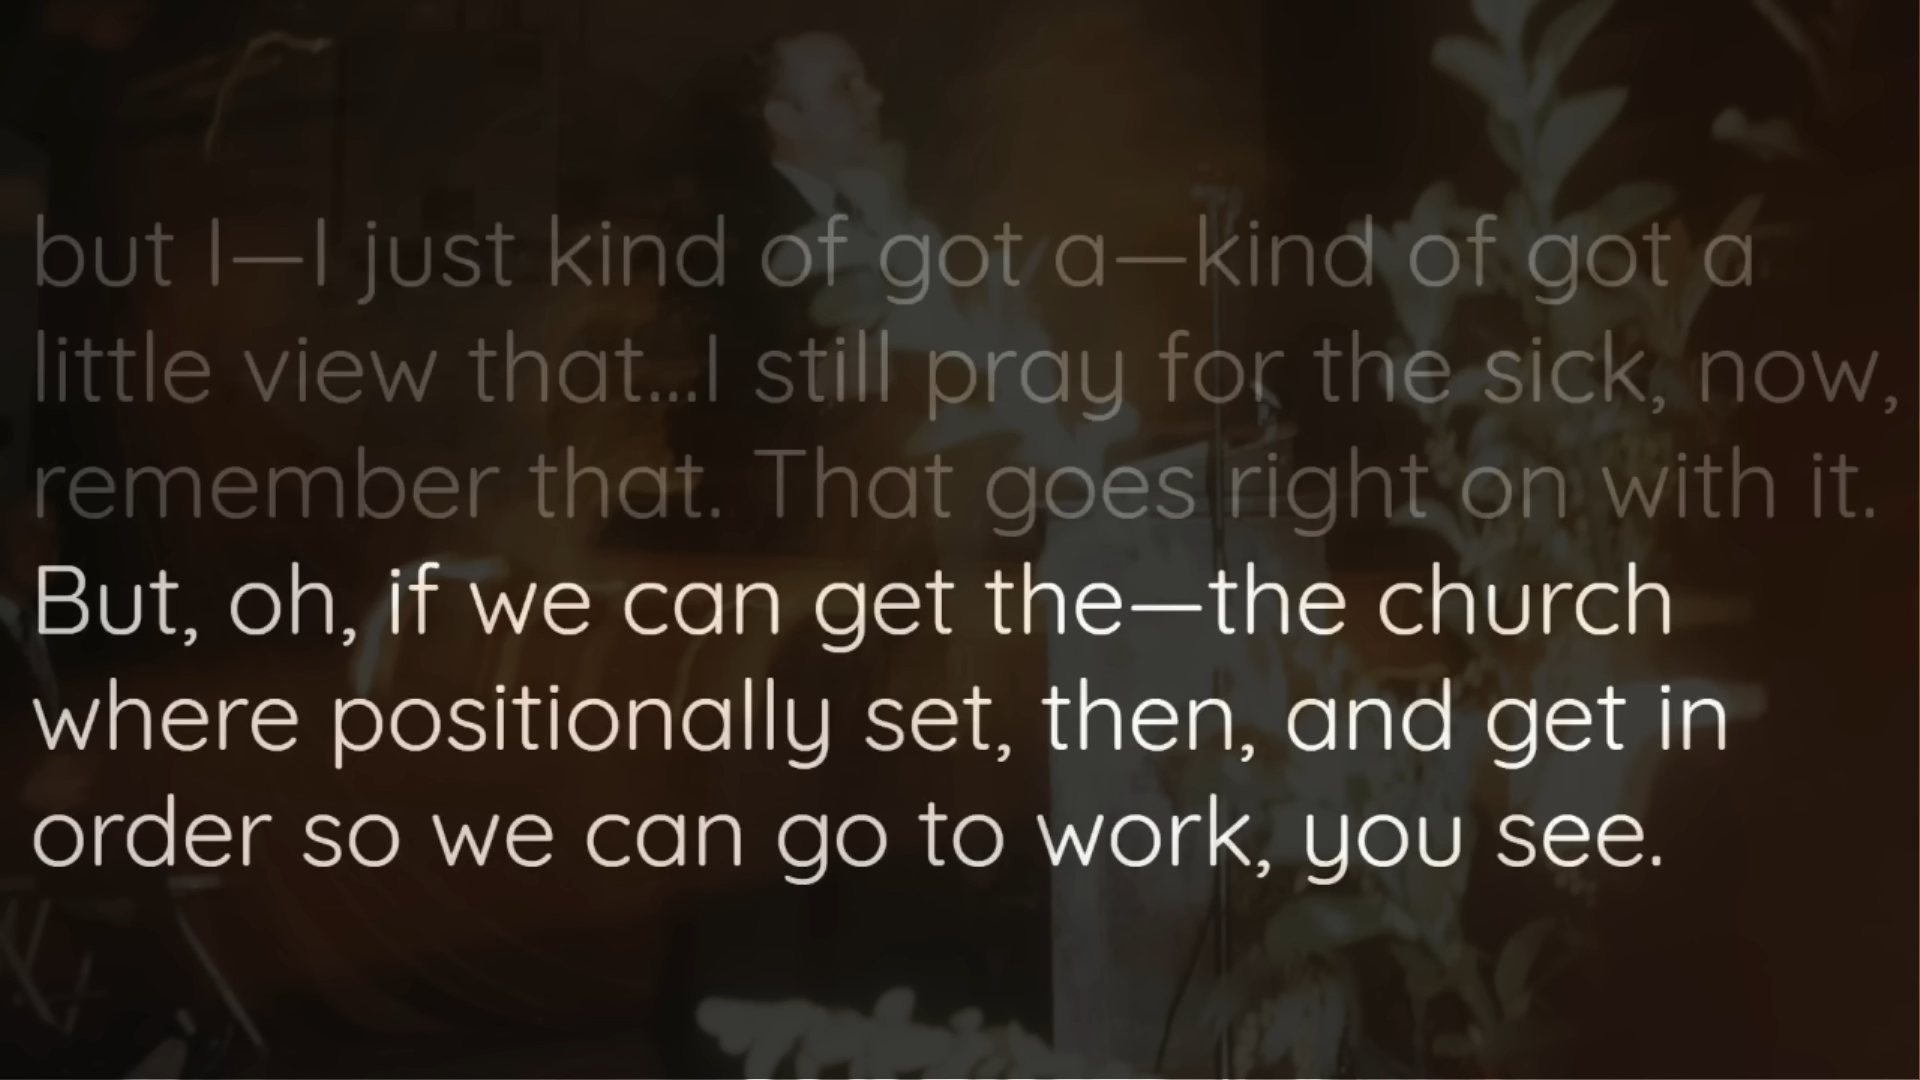 but I—I just kind of got a—kind of got a
little view that...I still pray for the sick, now,
remember that. That goes right on with it.
But, oh, if we can get the—the church
where positionally set, then, and get in
order so we can go to work, you see.